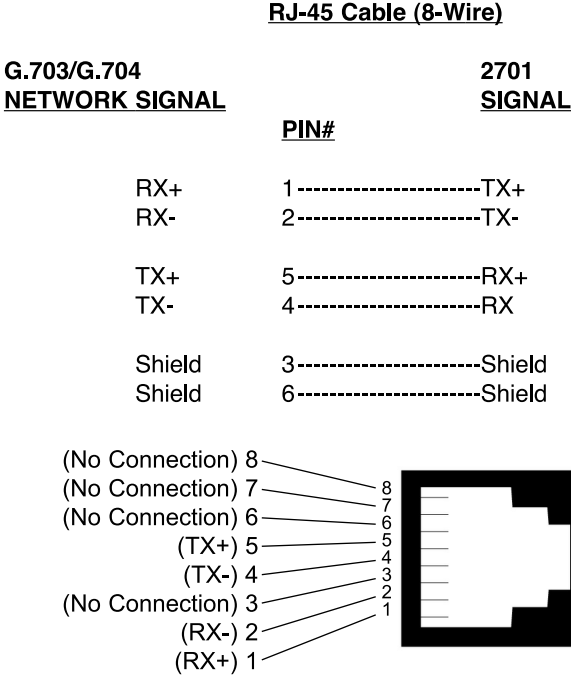 RJ-45 Cable (8-Wire)
G.703/G.704 2701
NETWORK SIGNAL SIGNAL
PIN#
RX+ 1----------------------TX+
RX- 2----------------------TX-
TX+ 5----------------------RX+
TX- 4----------------------RX
Shield 3----------------------Shield
Shield 6----------------------Shield
(No Connection) 8 8
(No Connection) 7 7
(No Connection) 6 6
(TX+) 5 5
(TX-) 4 4
(No Connection) 3 3
(RX-) 2 2
(RX+) 1 1